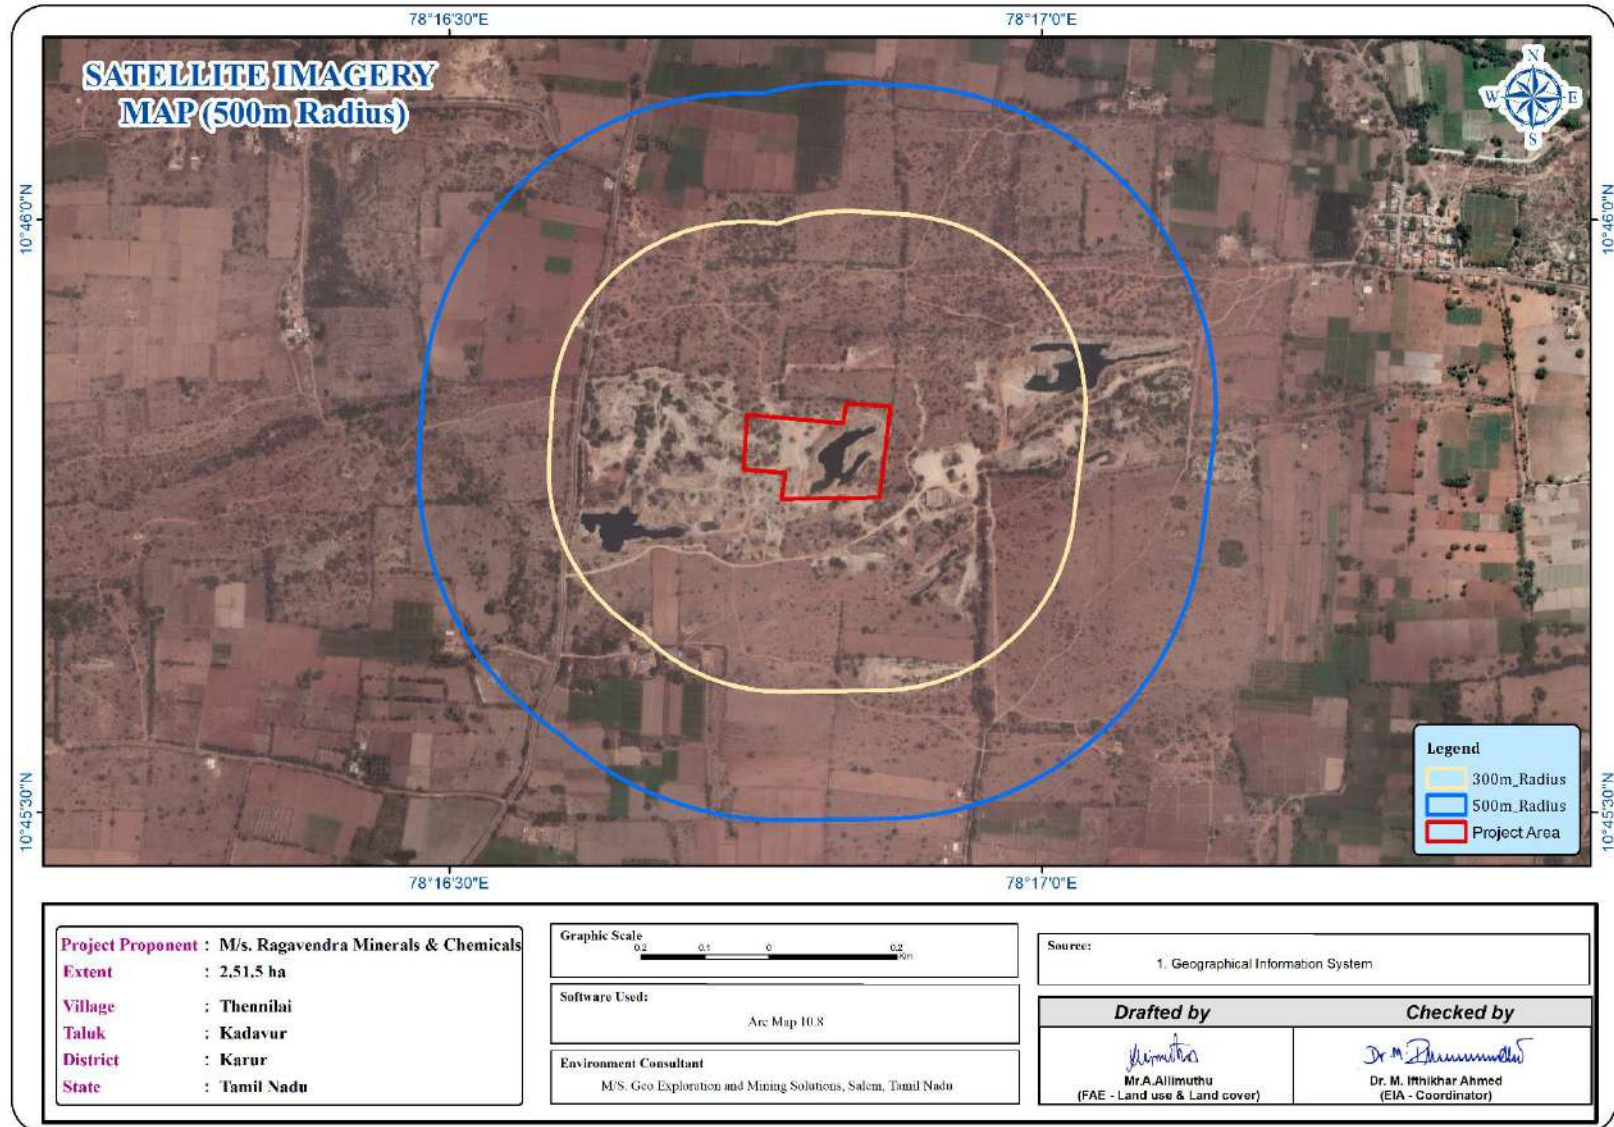 78°16'30"E
78°17'0"E
SATELLITE IMAGERY
MAP (500m Radius)
N
W
E
S
10°46'0"N
10°46'0"N
10°45'30"N
10°45'30"N
Legend
300m_Radius
500m_Radius
Project Area
78°16'30"E
78°17'0"E
Project Proponent : M/s. Ragavendra Minerals & Chemicals
Extent : 2.51.5 ha
Village : Thennilai
Taluk : Kadavur
District : Karur
State : Tamil Nadu
Graphic Scale
0.2 0.1 0 0.2
Km
Software Used:
Arc Map 10.8
Environment Consultant
M/S. Geo Exploration and Mining Solutions, Salem, Tamil Nadu
Source:
1. Geographical Information System
Drafted by
Checked by
Mr.A.Allimuthu
(FAE - Land use & Land cover)
Dr. M. Ifthikhar Ahmed
(EIA - Coordinator)